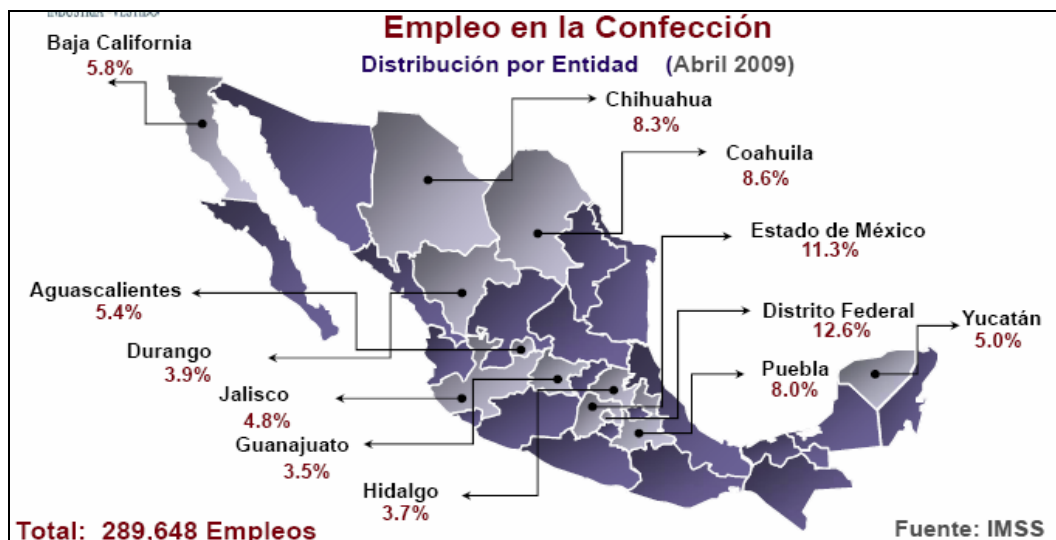 INDUSTRIA VESTIDO
Empleo en la Confección
Distribución por Entidad (Abril 2009)
Baja California
5.8%
Chihuahua
8.3%
Coahuila
8.6%
Estado de México
11.3%
Aguascalientes
5.4%
Distrito Federal
12.6%
Yucatán
5.0%
Durango
3.9%
Puebla
8.0%
Jalisco
4.8%
Guanajuato
3.5%
Hidalgo
3.7%
Total: 289,648 Empleos
Fuente: IMSS